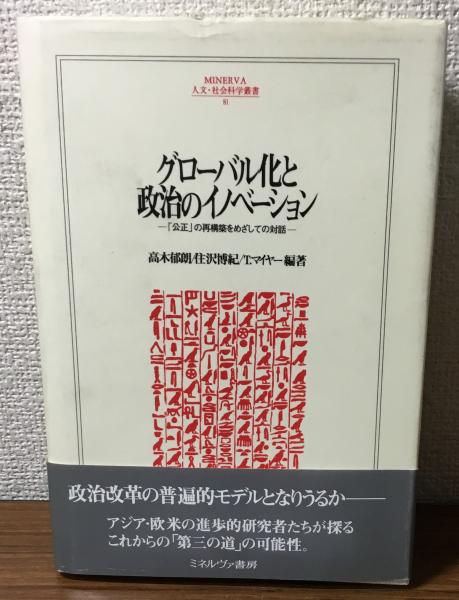 MINERVA
人文・社会科学叢書
81
グローバル化と
政治のイノベーション
—「公正」の再構築をめざしての対話—
高木郁朗/住沢博紀/T.マイヤー編著
政治改革の普遍的モデルとなりうるか——
アジア・欧米の進歩的研究者たちが探る
これからの「第三の道」の可能性。
ミネルヴァ書房